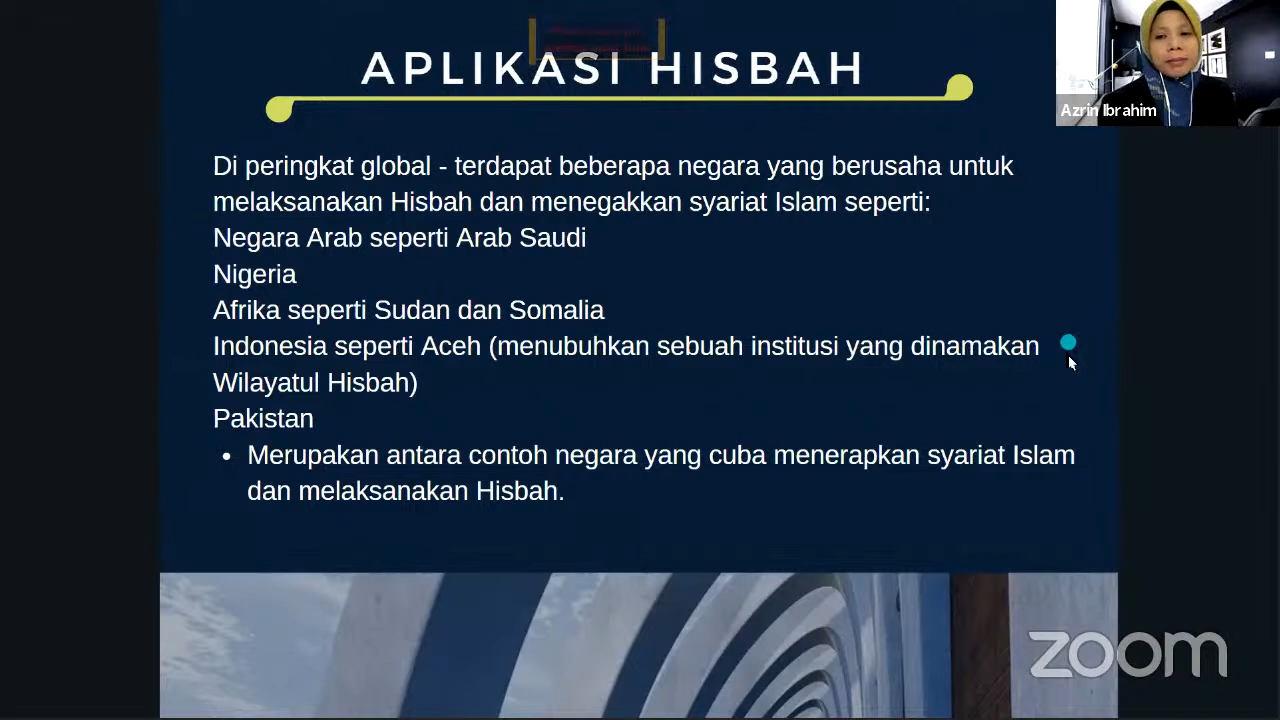 APLIKASI HISBAH
Azrin Ibrahim
Di peringkat global - terdapat beberapa negara yang berusaha untuk
melaksanakan Hisbah dan menegakkan syariat Islam seperti:
Negara Arab seperti Arab Saudi
Nigeria
Afrika seperti Sudan dan Somalia
Indonesia seperti Aceh (menubuhkan sebuah institusi yang dinamakan
Wilayatul Hisbah)
Pakistan
• Merupakan antara contoh negara yang cuba menerapkan syariat Islam
dan melaksanakan Hisbah.
zoom